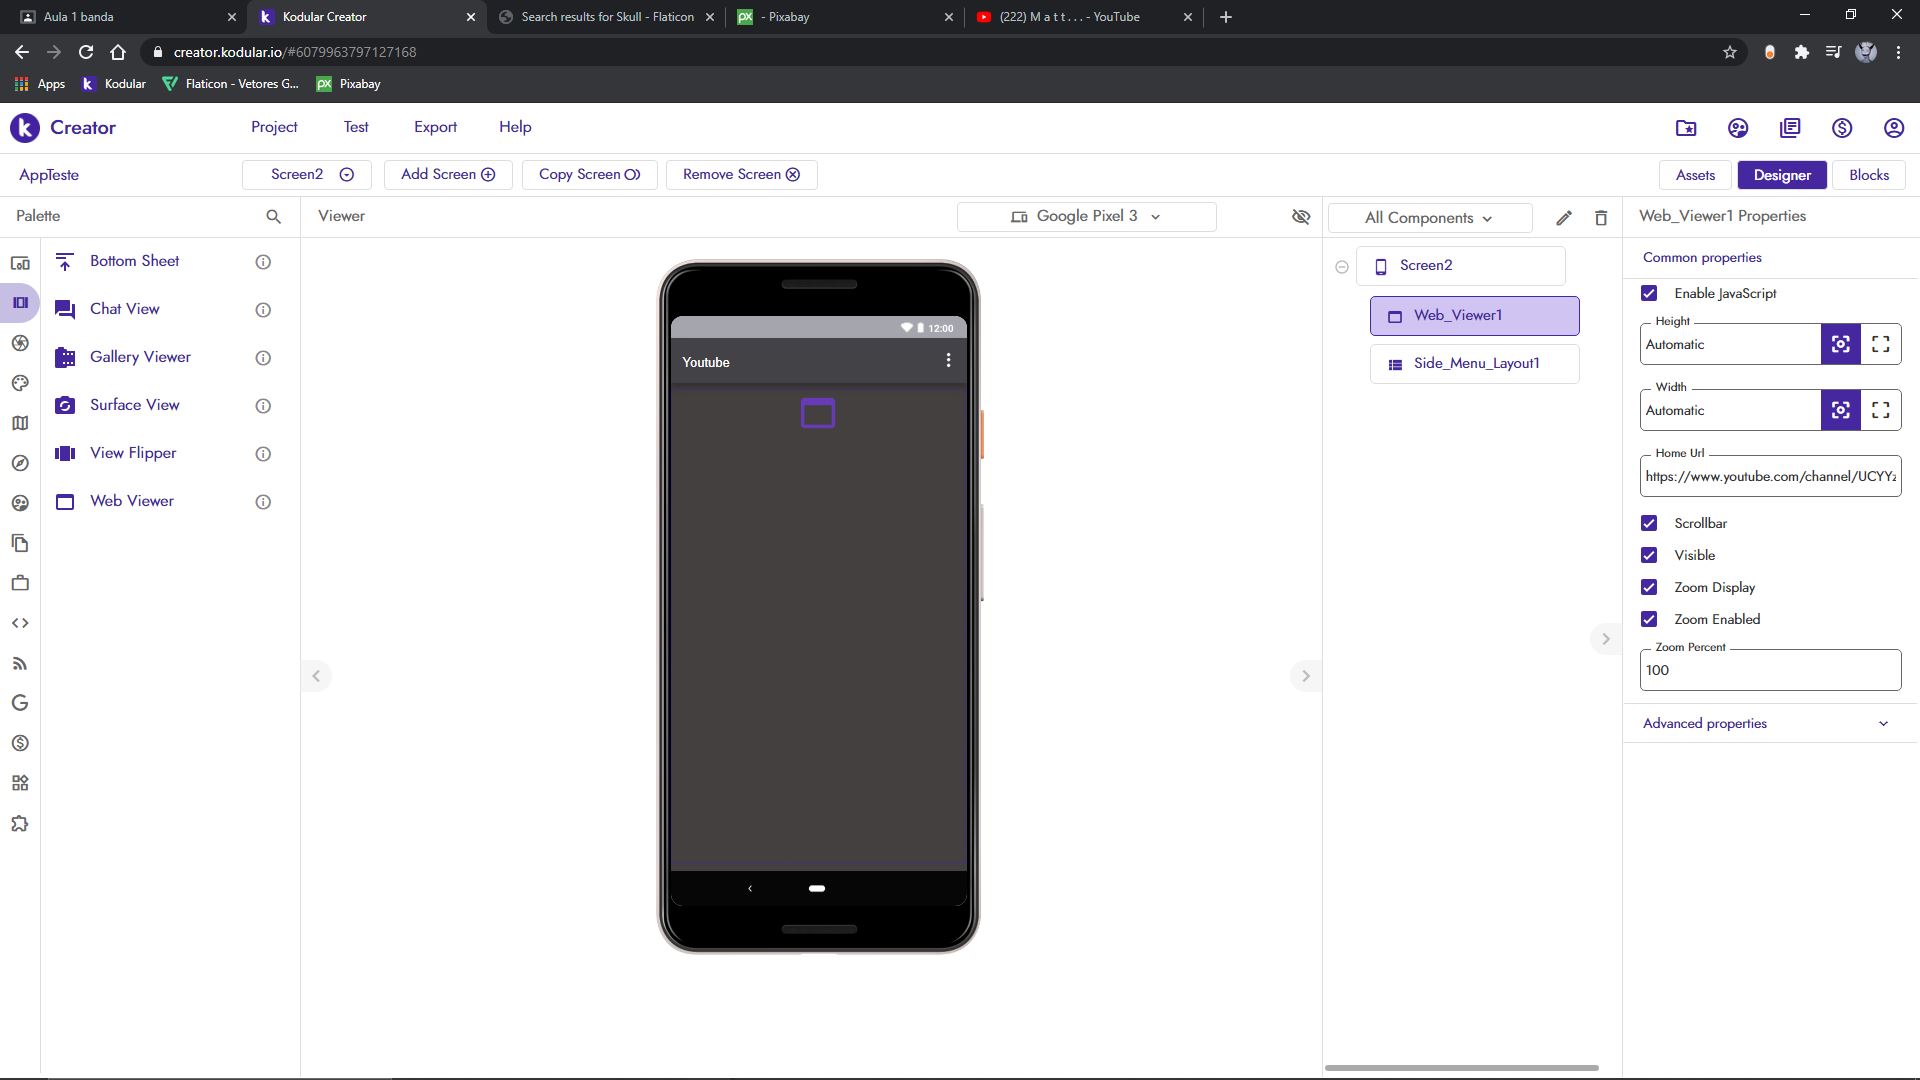 Aula 1 banda
Kodular Creator
Search results for Skull - Flaticon
px
- Pixabay
(222) M a t t . . . - YouTube
creator.kodular.io/#6079963797127168
Apps
k
Kodular
Flaticon - Vetores G...
px
Pixabay
k
Creator
Project
Test
Export
Help
AppTeste
Screen2
Add Screen
Copy Screen
Remove Screen
Assets
Designer
Blocks
Palette
Viewer
Google Pixel 3
All Components
Web_Viewer1 Properties
Bottom Sheet
Chat View
Gallery Viewer
Surface View
View Flipper
Web Viewer
12:00
Youtube
Screen2
Web_Viewer1
Side_Menu_Layout1
Common properties
Enable JavaScript
Height
Automatic
Width
Automatic
Home Url
https://www.youtube.com/channel/UCYYz
Scrollbar
Visible
Zoom Display
Zoom Enabled
Zoom Percent
100
Advanced properties